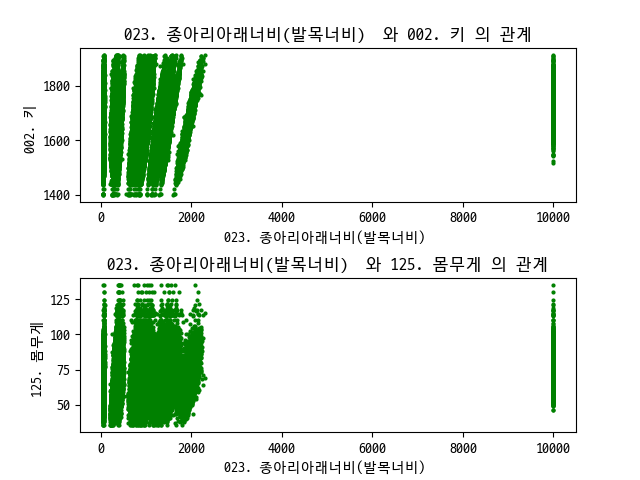 023. 종아리아래너비(발목너비)  와 002. 키 의 관계
1800
1600
1400
002. 키
0 2000 4000 6000 8000 10000
023. 종아리아래너비(발목너비)
023. 종아리아래너비(발목너비)  와 125. 몸무게 의 관계
125
100
75
50
125. 몸무게
0 2000 4000 6000 8000 10000
023. 종아리아래너비(발목너비)